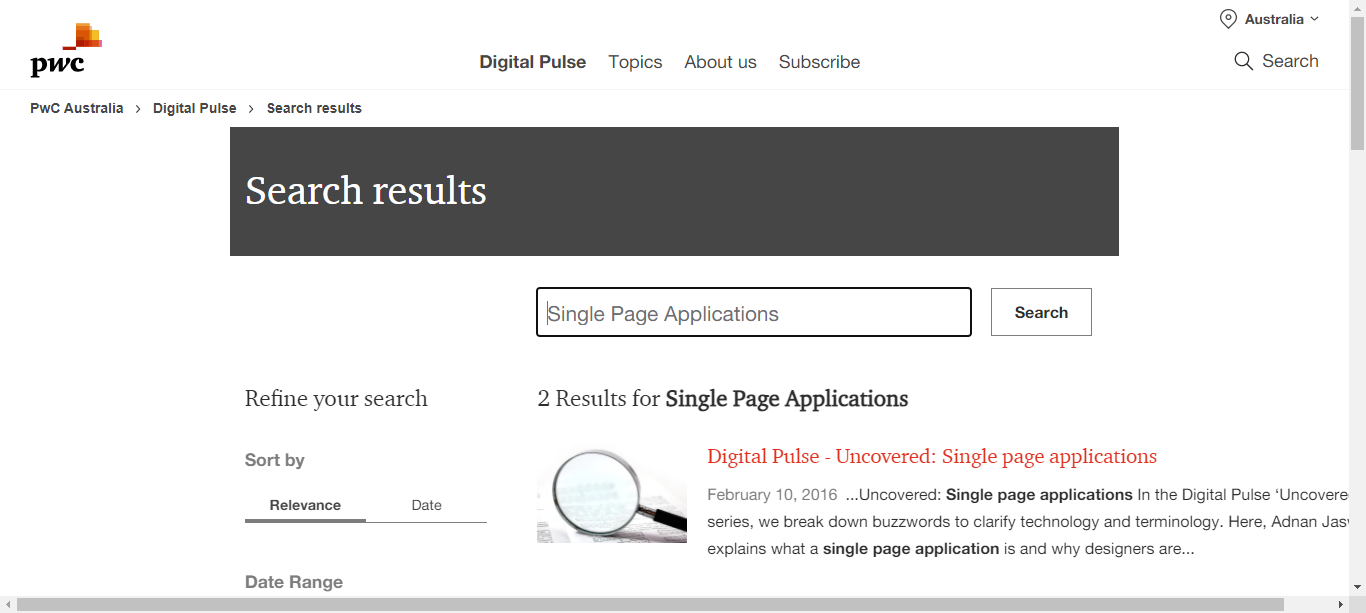 Australia
pwc
Digital Pulse Topics About us Subscribe
Search
PwC Australia > Digital Pulse > Search results
Search results
Single Page Applications
Search
Refine your search
2 Results for Single Page Applications
Sort by
Relevance Date
Date Range
Digital Pulse - Uncovered: Single page applications
February 10, 2016 ...Uncovered: Single page applications In the Digital Pulse ‘Uncovere
series, we break down buzzwords to clarify technology and terminology. Here, Adnan Jasw
explains what a single page application is and why designers are...